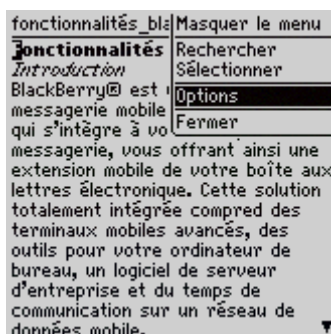 fonctionnalités_bla
Masquer le menu
Rechercher
Sélectionner
Options
Fermer
Fonctionnalités
Introduction
BlackBerry® est
messagerie mobile
qui s'intègre à vo
messagerie, vous offrant ainsi une
extension mobile de votre boîte aux
lettres électronique. Cette solution
totalement intégrée compred des
terminaux mobiles avancés, des
outils pour votre ordinateur de
bureau, un logiciel de serveur
d'entreprise et du temps de
communication sur un réseau de
données mobile.